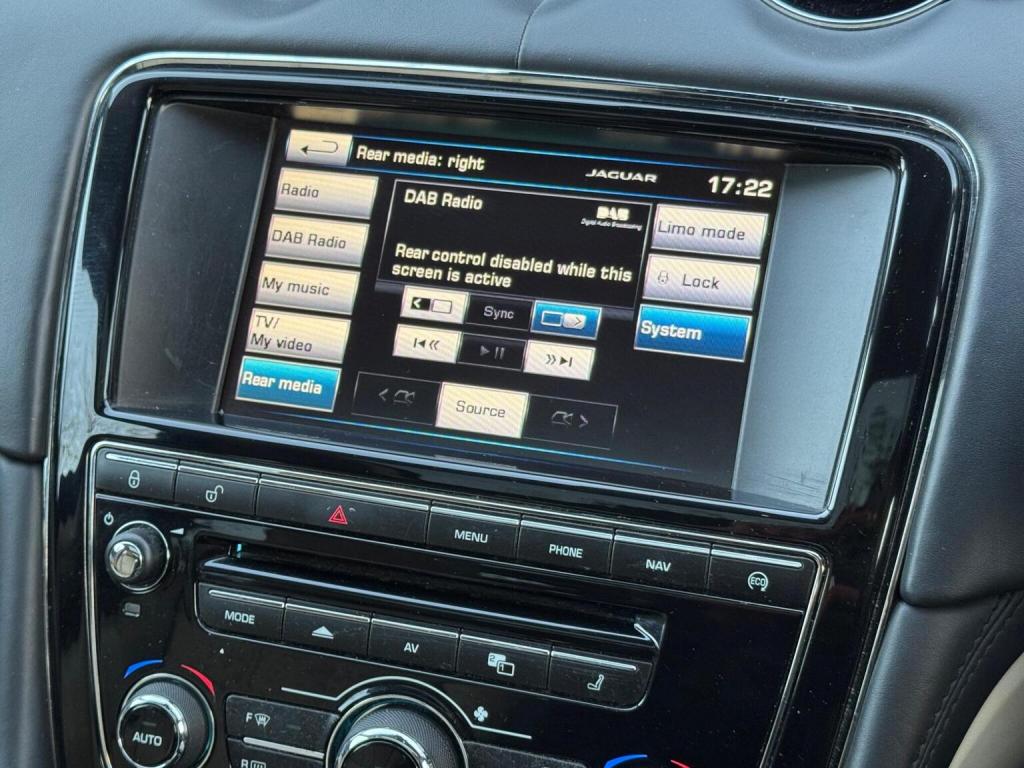 Rear media: right
JAGUAR
17:22
Radio
DAB Radio
My music
TV/
My video
Rear media
DAB Radio
DAB
Digital Audio Broadcasting
Rear control disabled while this
screen is active
Sync
Source
Limo mode
Lock
System
MENU
PHONE
NAV
ECO
MODE
AV
2
1
AUTO
F
R